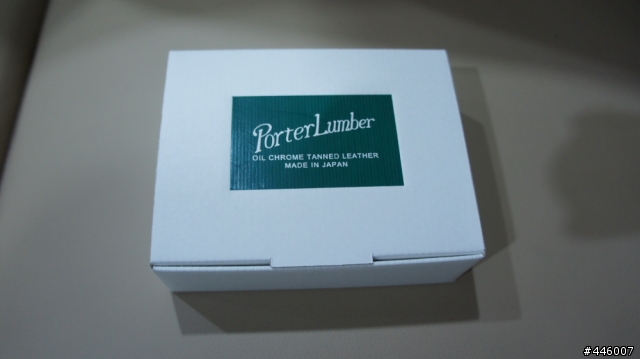 PorterLumber
OIL CHROME TANNED LEATHER
MADE IN JAPAN
#446007